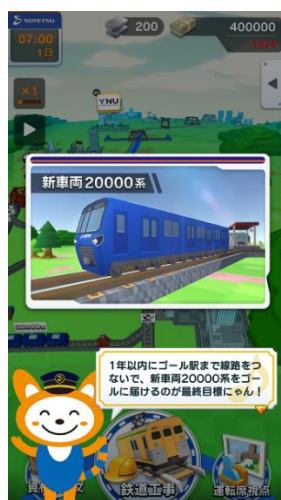 SOTETSU
200
400000
07:00
1日
×1
YNU
新車両20000系
1年以内にゴール駅まで線路をつ
ないで、新車両20000系をゴー
ルに届けるのが最終目標にゃん!
鉄道工事
運転席視点